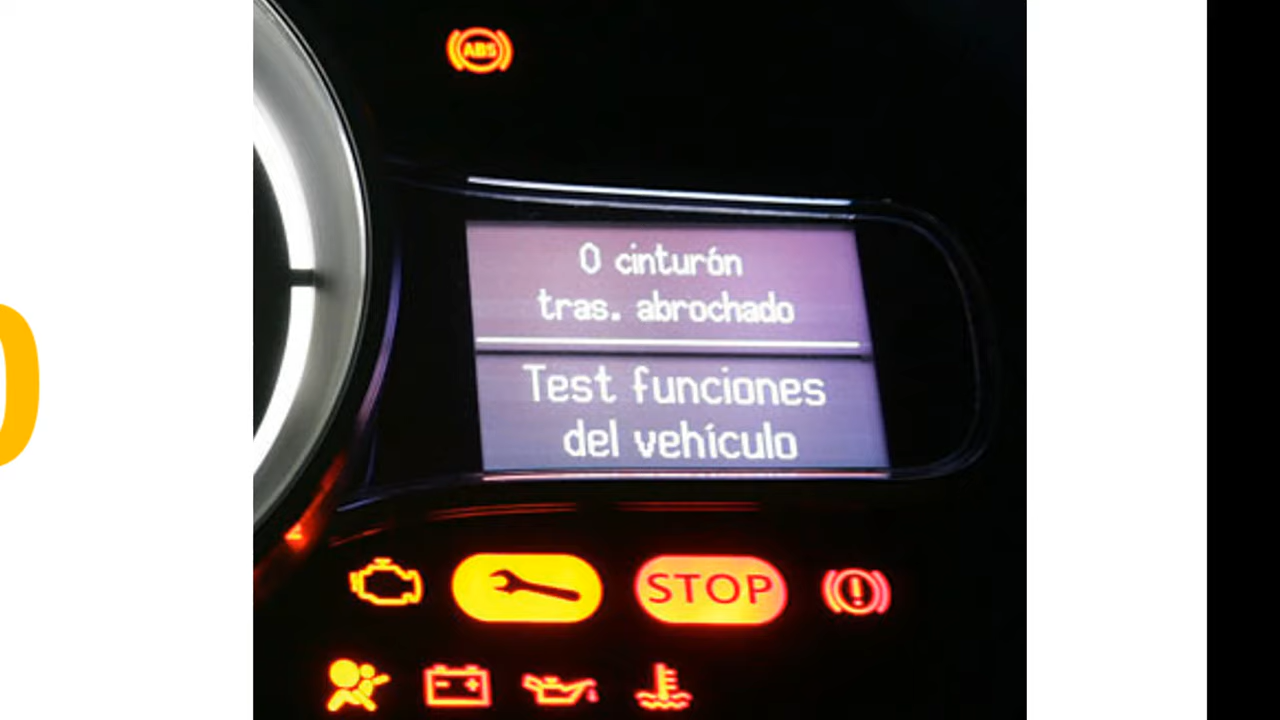 ABS
0 cinturón
tras. abrochado
Test funciones
del vehículo
STOP